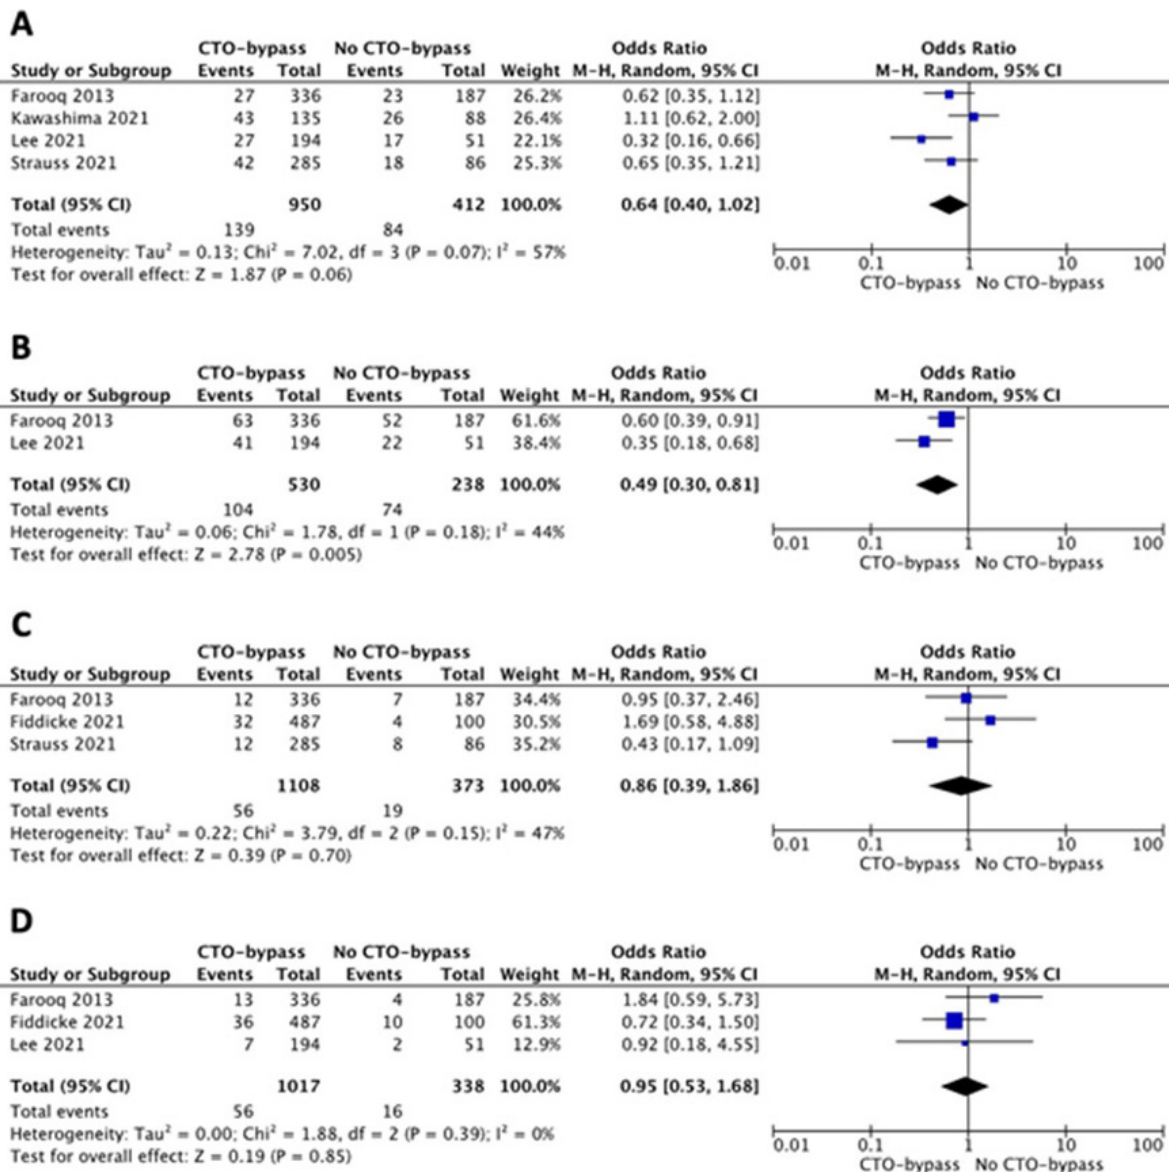 A
CTO-bypass No CTO-bypass Odds Ratio Odds Ratio
Study or Subgroup Events Total Events Total Weight M-H, Random, 95% CI M-H, Random, 95% CI
Farooq 2013 27 336 23 187 26.2% 0.62 [0.35, 1.12]
Kawashima 2021 43 135 26 88 26.4% 1.11 [0.62, 2.00]
Lee 2021 27 194 17 51 22.1% 0.32 [0.16, 0.66]
Strauss 2021 42 285 18 86 25.3% 0.65 [0.35, 1.21]
Total (95% CI) 950 412 100.0% 0.64 [0.40, 1.02]
Total events 139 84
Heterogeneity: Tau² = 0.13; Chi² = 7.02, df = 3 (P = 0.07); I² = 57%
Test for overall effect: Z = 1.87 (P = 0.06)
0.01 0.1 1 10 100
CTO-bypass No CTO-bypass
B
CTO-bypass No CTO-bypass Odds Ratio Odds Ratio
Study or Subgroup Events Total Events Total Weight M-H, Random, 95% CI M-H, Random, 95% CI
Farooq 2013 63 336 52 187 61.6% 0.60 [0.39, 0.91]
Lee 2021 41 194 22 51 38.4% 0.35 [0.18, 0.68]
Total (95% CI) 530 238 100.0% 0.49 [0.30, 0.81]
Total events 104 74
Heterogeneity: Tau² = 0.06; Chi² = 1.78, df = 1 (P = 0.18); I² = 44%
Test for overall effect: Z = 2.78 (P = 0.005)
0.01 0.1 1 10 100
CTO-bypass No CTO-bypass
C
CTO-bypass No CTO-bypass Odds Ratio Odds Ratio
Study or Subgroup Events Total Events Total Weight M-H, Random, 95% CI M-H, Random, 95% CI
Farooq 2013 12 336 7 187 34.4% 0.95 [0.37, 2.46]
Fiddicke 2021 32 487 4 100 30.5% 1.69 [0.58, 4.88]
Strauss 2021 12 285 8 86 35.2% 0.43 [0.17, 1.09]
Total (95% CI) 1108 373 100.0% 0.86 [0.39, 1.86]
Total events 56 19
Heterogeneity: Tau² = 0.22; Chi² = 3.79, df = 2 (P = 0.15); I² = 47%
Test for overall effect: Z = 0.39 (P = 0.70)
0.01 0.1 1 10 100
CTO-bypass No CTO-bypass
D
CTO-bypass No CTO-bypass Odds Ratio Odds Ratio
Study or Subgroup Events Total Events Total Weight M-H, Random, 95% CI M-H, Random, 95% CI
Farooq 2013 13 336 4 187 25.8% 1.84 [0.59, 5.73]
Fiddicke 2021 36 487 10 100 61.3% 0.72 [0.34, 1.50]
Lee 2021 7 194 2 51 12.9% 0.92 [0.18, 4.55]
Total (95% CI) 1017 338 100.0% 0.95 [0.53, 1.68]
Total events 56 16
Heterogeneity: Tau² = 0.00; Chi² = 1.88, df = 2 (P = 0.39); I² = 0%
Test for overall effect: Z = 0.19 (P = 0.85)
0.01 0.1 1 10 100
CTO-bypass No CTO-bypass